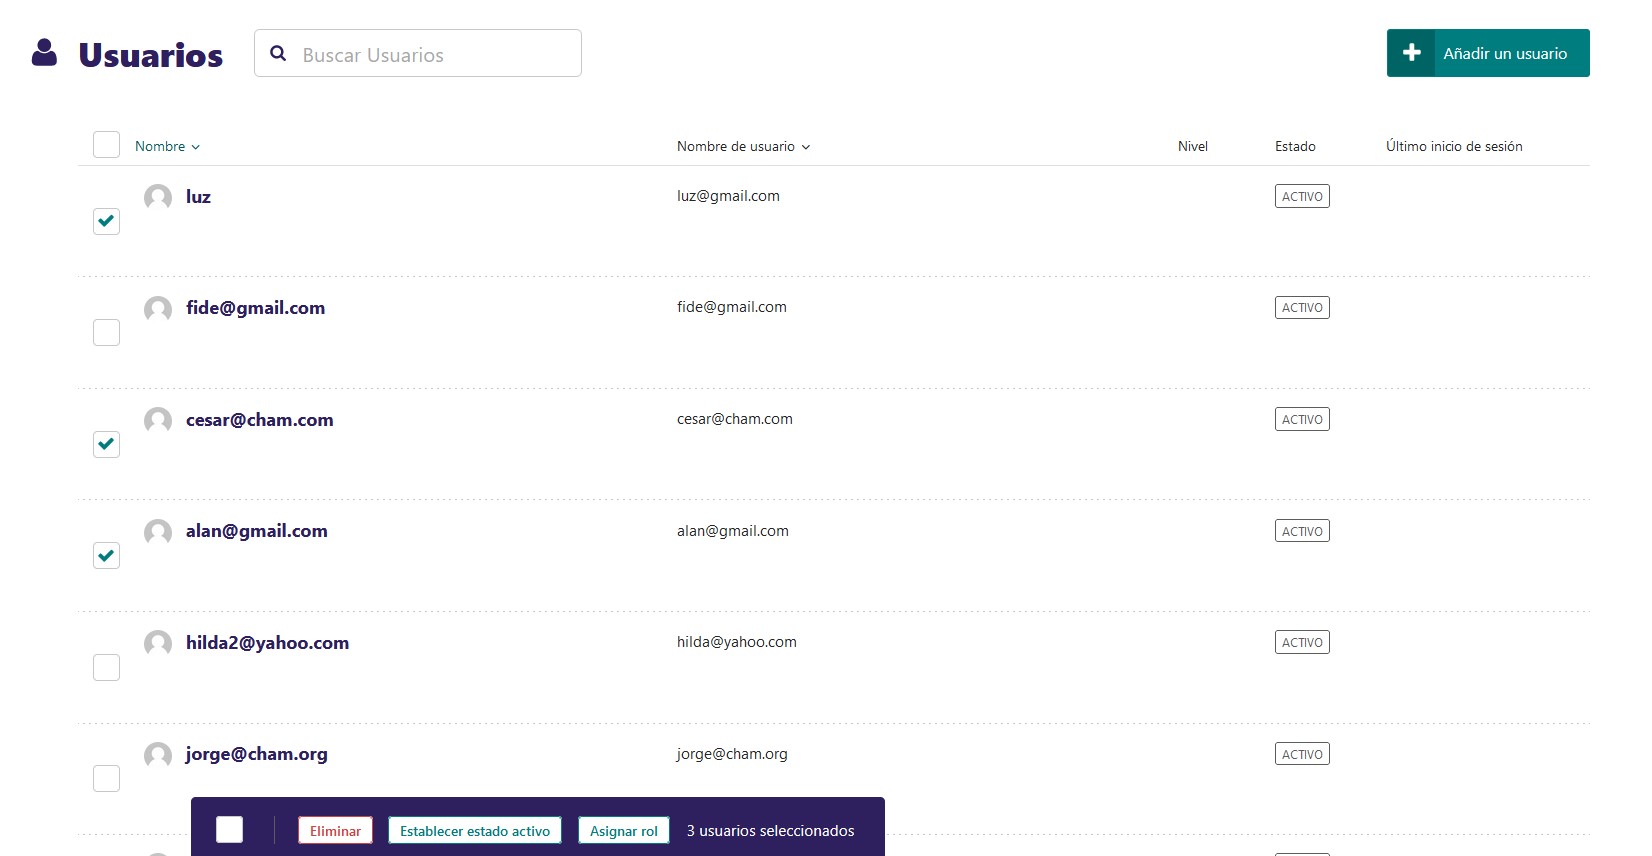 Usuarios
Buscar Usuarios
Añadir un usuario
Nombre Nombre de usuario Nivel Estado Último inicio de sesión
luz luz@gmail.com ACTIVO
fide@gmail.com fide@gmail.com ACTIVO
cesar@cham.com cesar@cham.com ACTIVO
alan@gmail.com alan@gmail.com ACTIVO
hilda2@yahoo.com hilda@yahoo.com ACTIVO
jorge@cham.org jorge@cham.org ACTIVO
Eliminar Establecer estado activo Asignar rol 3 usuarios seleccionados